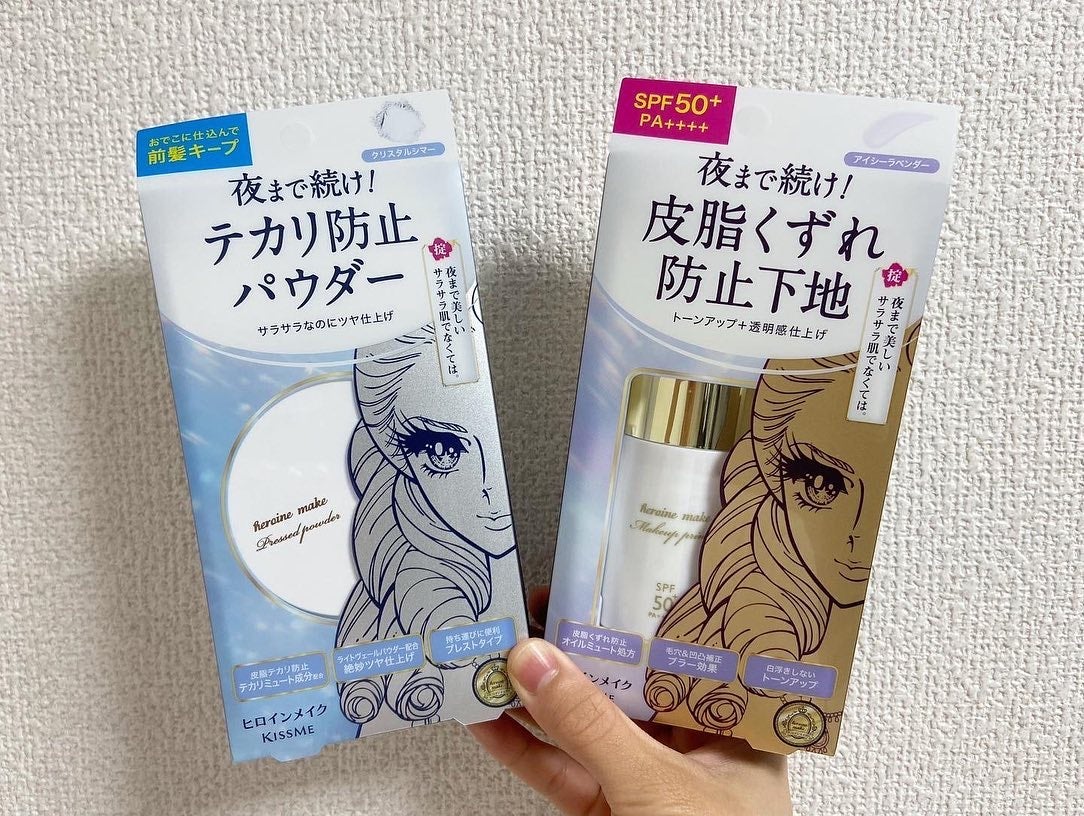 おでこに仕込んで
前髪キープ
クリスタルシマー
夜まで続け!
テカリ防止
パウダー
サラサラなのにツヤ仕上げ
掟
夜まで美しい
サラサラ肌でなくては。
heroine make
Pressed powder
皮脂テカリ防止
テカリミュート成分配合
ライトヴェールパウダー配合
絶妙ツヤ仕上げ
持ち運びに便利
プレストタイプ
ヒロインメイク
KISSME
SPF50+
PA++++
アイシーラベンダー
夜まで続け!
皮脂くずれ
防止下地
トーンアップ+透明感仕上げ
掟
夜まで美しい
サラサラ肌でなくては。
heroine make
Makeup
SPF
50
皮脂くずれ防止
オイルミュート処方
毛穴&凹凸補正
ブラー効果
白浮きしない
トーンアップ
ヒロインメイク